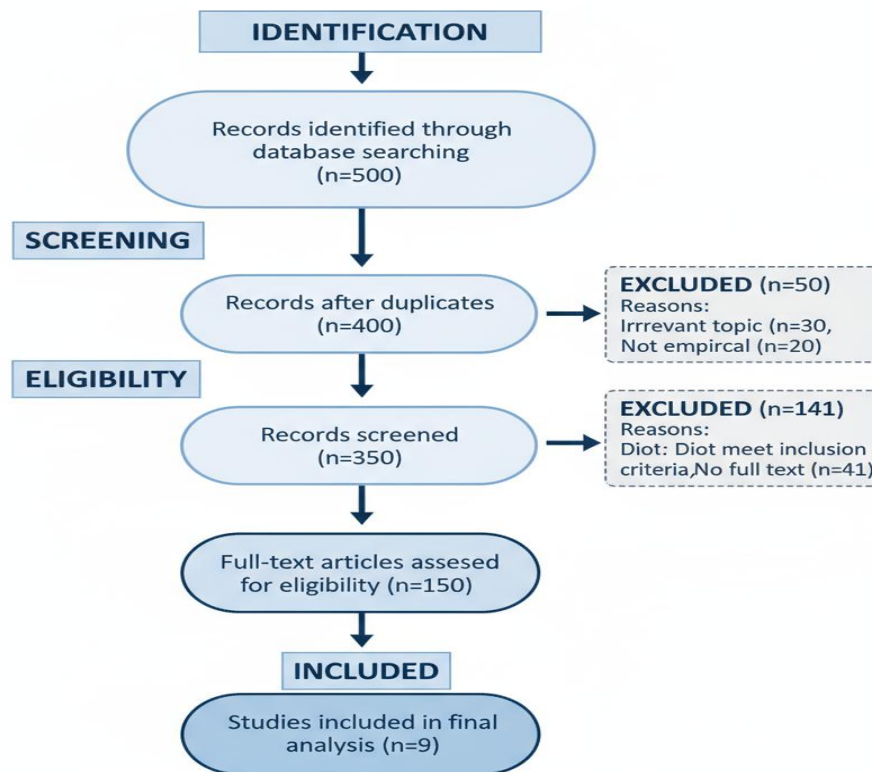 IDENTIFICATION
Records identified through
database searching
(n=500)
SCREENING
Records after duplicates
(n=400)
EXCLUDED (n=50)
Reasons:
Irrrevant topic (n=30,
Not empircal (n=20)
ELIGIBILITY
Records screened
(n=350)
EXCLUDED (n=141)
Reasons:
Diot: Diot meet inclusion
criteria,No full text (n=41)
Full-text articles assesed
for eligibility (n=150)
INCLUDED
Studies included in final
analysis (n=9)